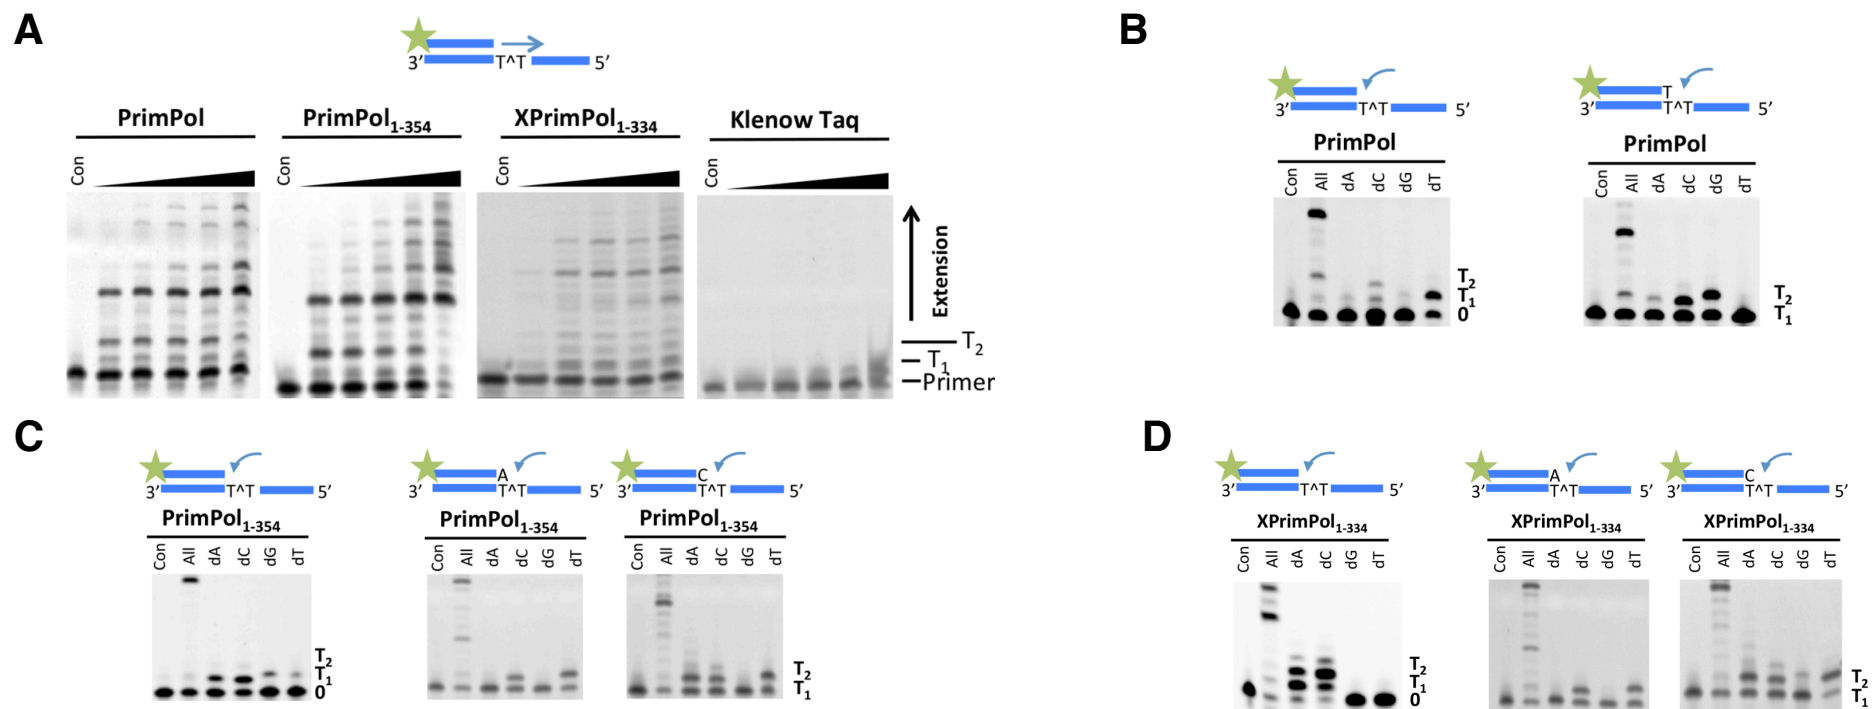 A
3' T^T 5'
PrimPol PrimPol1-354 XPrimPol1-334 Klenow Taq
Con Con Con Con
Extension
T2
T1
Primer
B
3' T^T 5'
PrimPol
Con All dA dC dG dT
T2
T1
0
T
3' T^T 5'
PrimPol
Con All dA dC dG dT
T2
T1
C
3' T^T 5'
PrimPol1-354
Con All dA dC dG dT
T2
T1
0
A
3' T^T 5'
PrimPol1-354
Con All dA dC dG dT
C
3' T^T 5'
PrimPol1-354
Con All dA dC dG dT
T2
T1
D
3' T^T 5'
XPrimPol1-334
Con All dA dC dG dT
T2
T1
0
A
3' T^T 5'
XPrimPol1-334
Con All dA dC dG dT
C
3' T^T 5'
XPrimPol1-334
Con All dA dC dG dT
T2
T1